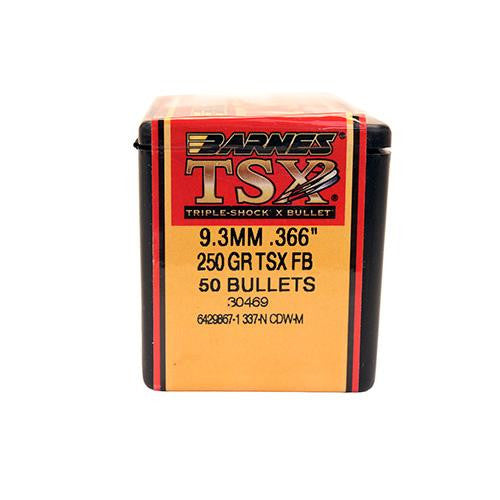 BARNES®
TSX®
TRIPLE-SHOCK X BULLET
9.3MM .366"
250 GR TSX FB
50 BULLETS
30469
6429867-1 337-N CDW-M